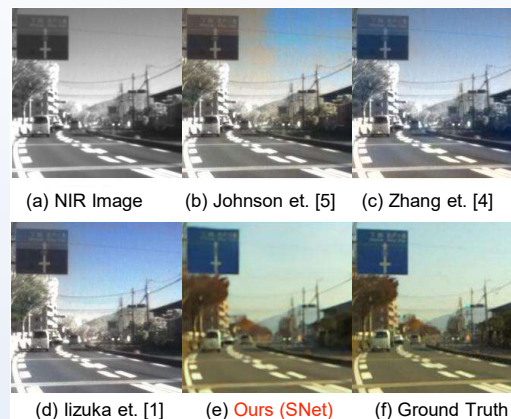 (a) NIR Image (b) Johnson et. [5] (c) Zhang et. [4]
(d) Iizuka et. [1] (e) Ours (SNet) (f) Ground Truth